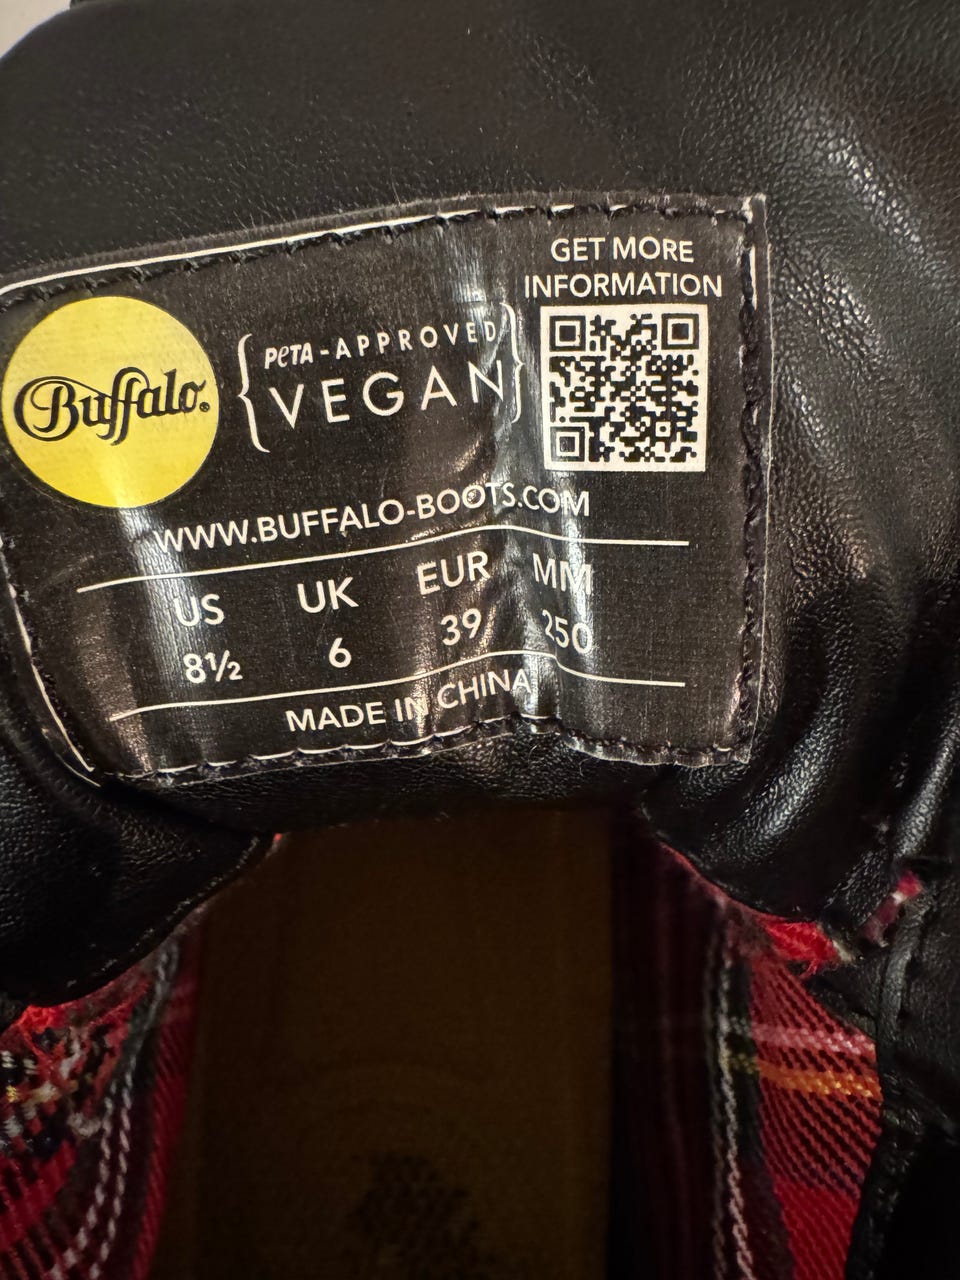 Buffalo®
PETA-APPROVED
VEGAN
GET MORE
INFORMATION
WWW.BUFFALO-BOOTS.COM
US UK EUR MM
8½ 6 39 250
MADE IN CHINA